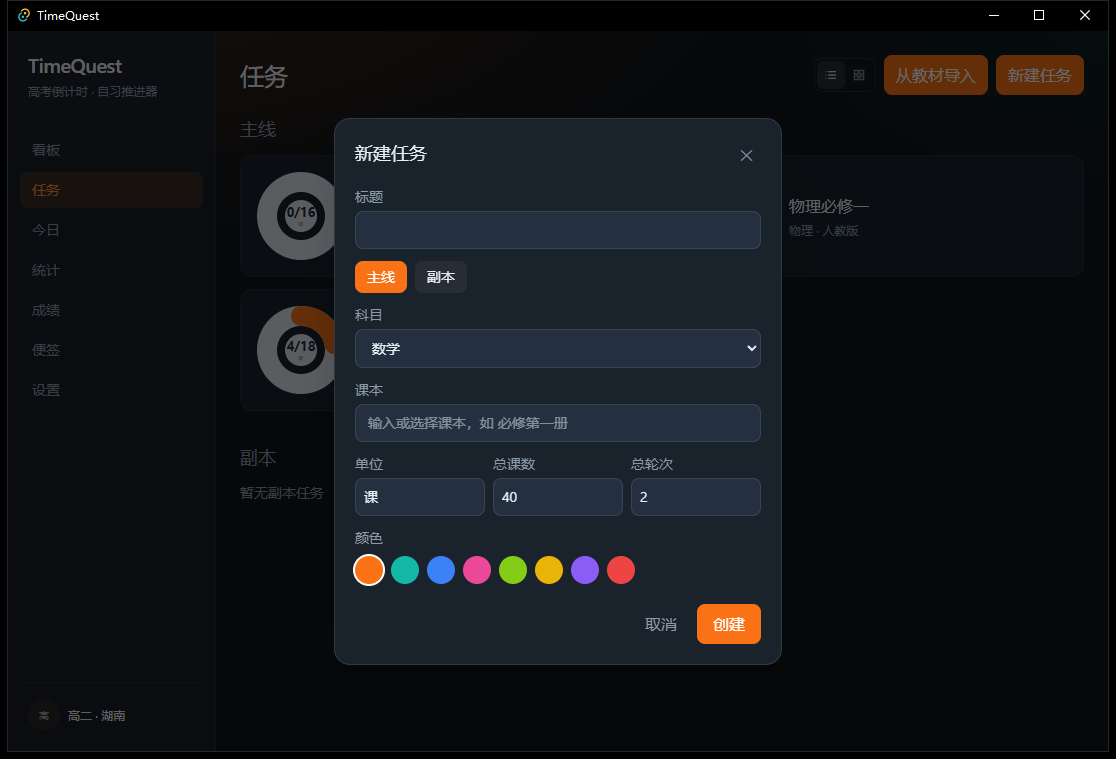 TimeQuest
TimeQuest
高考倒计时 · 自习推进器
看板
任务
今日
统计
成绩
便签
设置
高
高二 · 湖南
任务
从教材导入
新建任务
主线
0/16
物理必修一
物理 · 人教版
4/18
副本
暂无副本任务
新建任务
标题
主线
副本
科目
数学
课本
输入或选择课本，如 必修第一册
单位
总课数
总轮次
课
40
2
颜色
取消
创建